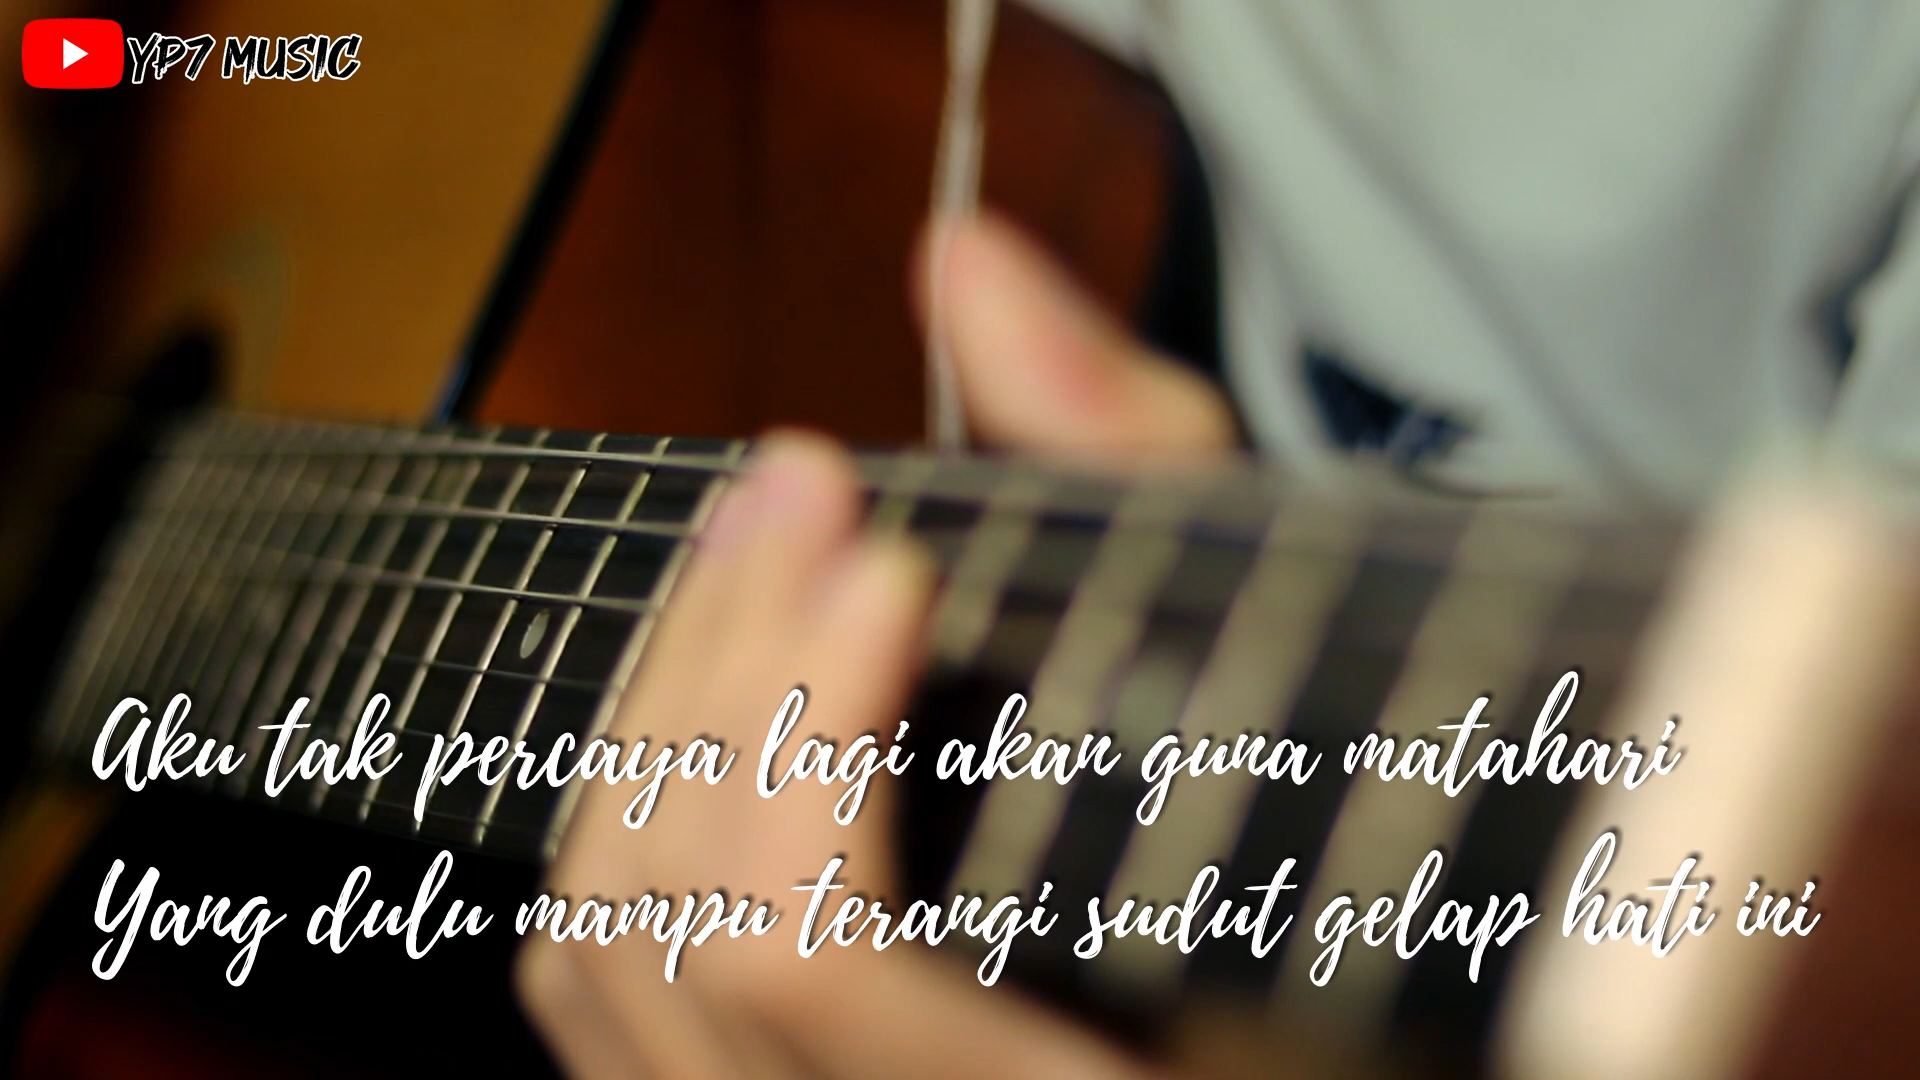 YP7 MUSIC
Aku tak percaya lagi akan guna matahari
Yang dulu mampu terangi sudut gelap hati ini